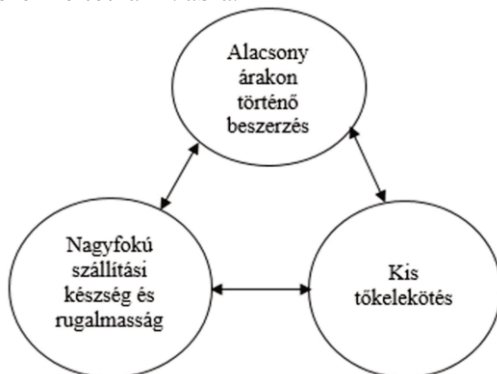 Alacsony
árakon
történő
beszerzés
Nagyfokú
szállítási
készség és
rugalmasság
Kis
tőkelekötés